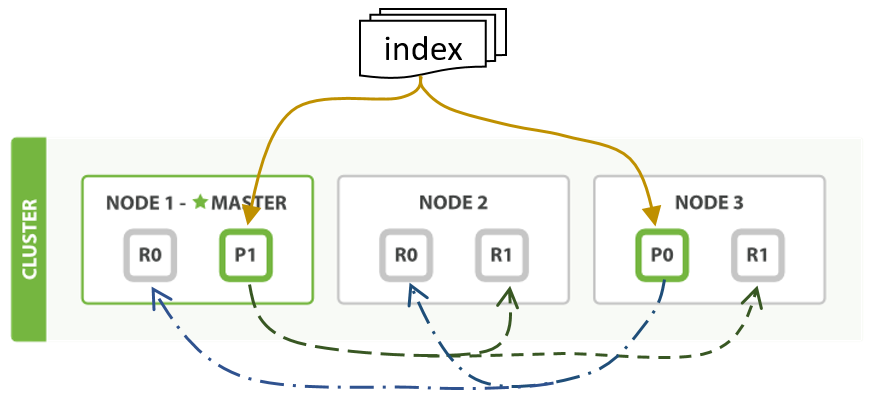 index
CLUSTER
NODE 1 - ★ MASTER
R0
P1
NODE 2
R0
R1
NODE 3
P0
R1